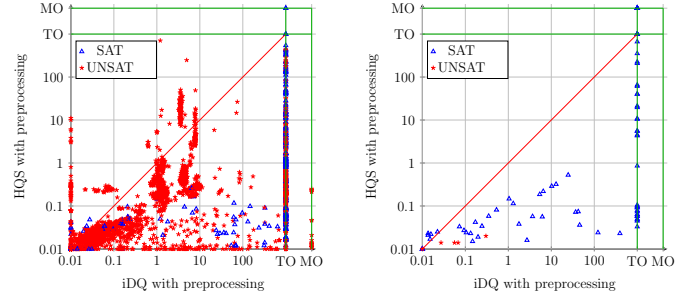 MO
TO
SAT
UNSAT
100
10
1
0.1
0.01
HQS with preprocessing
0.01 0.1 1 10 100 TO MO
iDQ with preprocessing
MO
TO
SAT
UNSAT
100
10
1
0.1
0.01
HQS with preprocessing
0.01 0.1 1 10 100 TO MO
iDQ with preprocessing